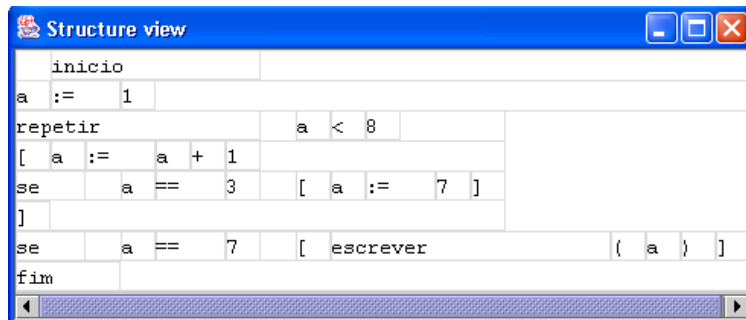 Structure view
inicio
a := 1
repetir a < 8
[ a := a + 1
se a == 3 [ a := 7 ]
]
se a == 7 [ escrever ( a ) ]
fim